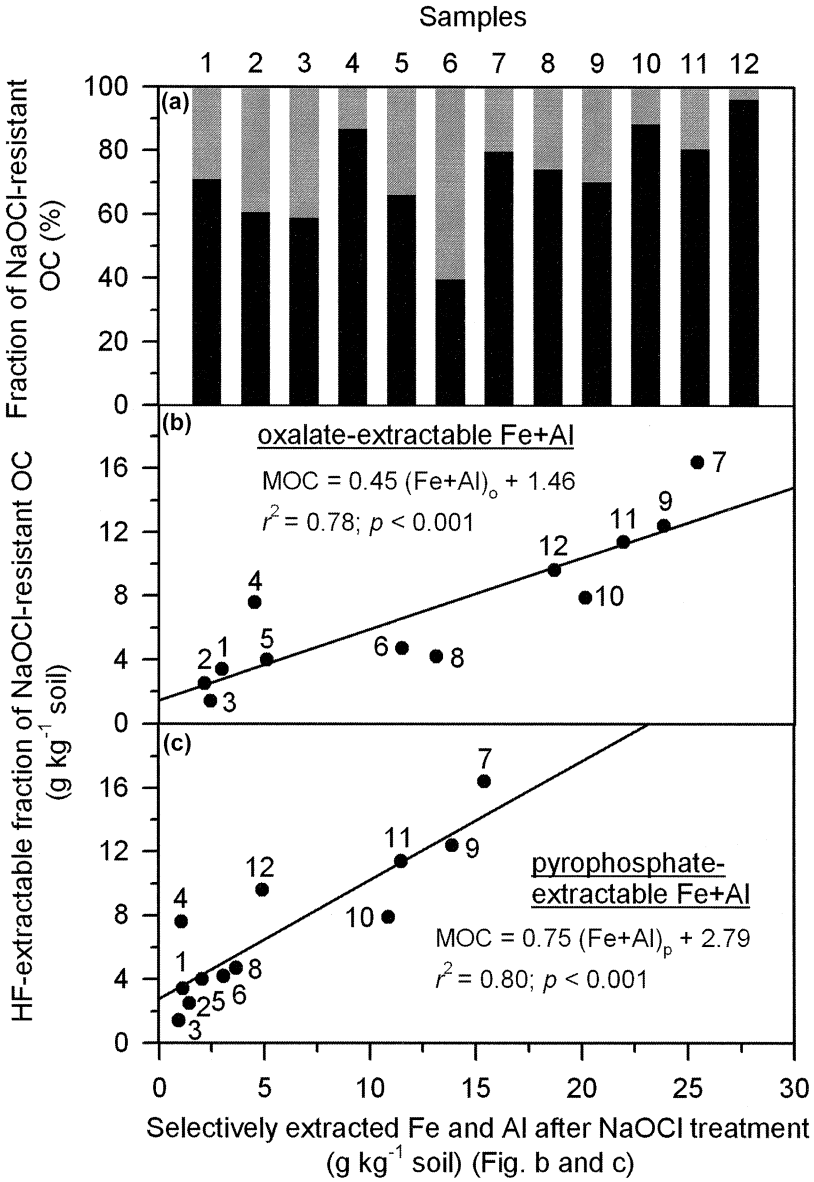 Samples
1 2 3 4 5 6 7 8 9 10 11 12
Fraction of NaOCl-resistant
OC (%)
100
80
60
40
20
0
(a)
HF-extractable fraction of NaOCl-resistant OC
(g kg⁻¹ soil)
(b)
oxalate-extractable Fe+Al
MOC = 0.45 (Fe+Al)ₒ + 1.46
r² = 0.78; p < 0.001
16
12
8
4
0
7
9
11
12
10
4
5
6
8
1
2
3
(c)
pyrophosphate-
extractable Fe+Al
MOC = 0.75 (Fe+Al)ₚ + 2.79
r² = 0.80; p < 0.001
16
12
8
4
0
7
11
9
12
10
4
1
8
6
5
2
3
0 5 10 15 20 25 30
Selectively extracted Fe and Al after NaOCl treatment
(g kg⁻¹ soil) (Fig. b and c)